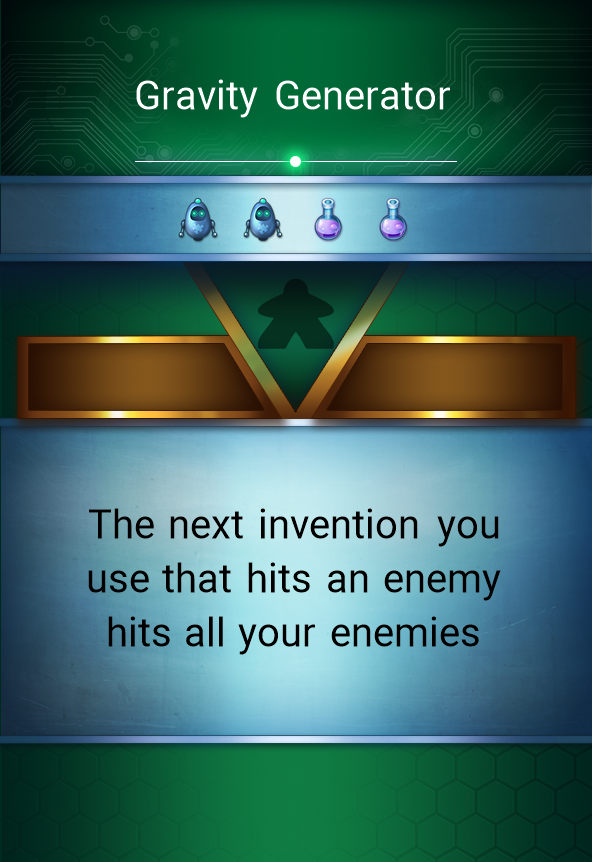 Gravity Generator
The next invention you
use that hits an enemy
hits all your enemies